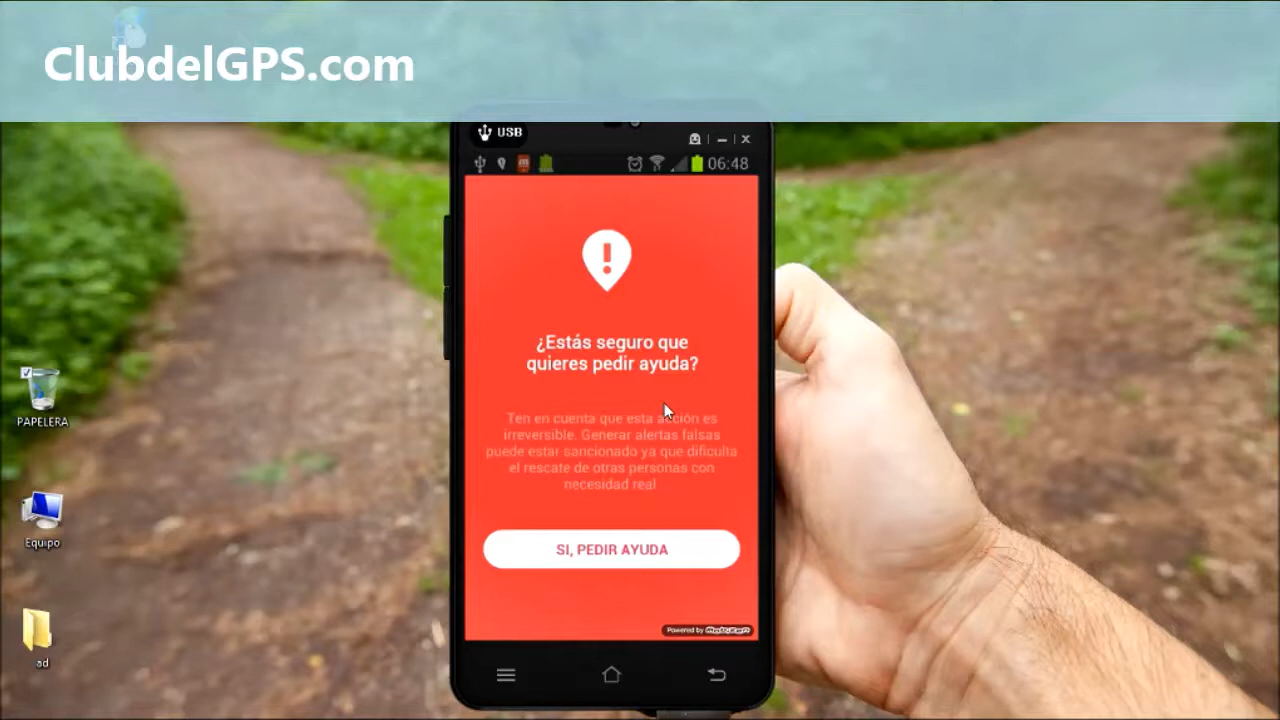 ClubdelGPS.com
USB
06:48
¿Estás seguro que
quieres pedir ayuda?
Ten en cuenta que esta acción es
irreversible. Generar alertas falsas
puede estar sancionado ya que dificulta
el rescate de otras personas con
necesidad real
SI, PEDIR AYUDA
Powered by
PAPELERA
Equipo
ad